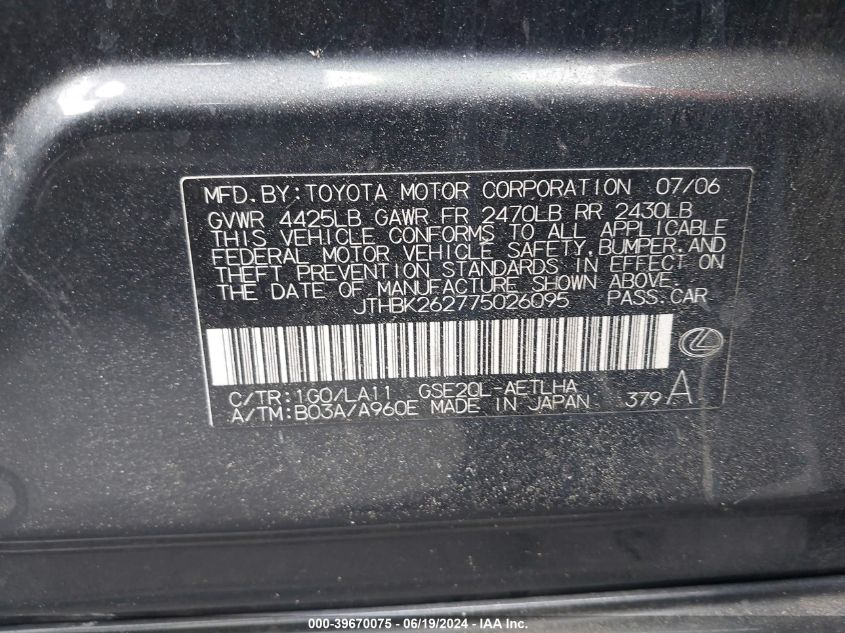 MFD.BY:TOYOTA MOTOR CORPORATION 07/06
GVWR 4425LB GAWR FR 2470LB RR 2430LB
THIS VEHICLE CONFORMS TO ALL APPLICABLE
FEDERAL MOTOR VEHICLE SAFETY,BUMPER,AND
THEFT PREVENTION STANDARDS IN EFFECT ON
THE DATE OF MANUFACTURE SHOWN ABOVE.
JTHBK262775026095 PASS.CAR
C/TR:1G0/LA11 GSE20L-AETLHA
A/TM:B03A/A960E MADE IN JAPAN 379 A
000-39670075 - 06/19/2024 - IAA Inc.